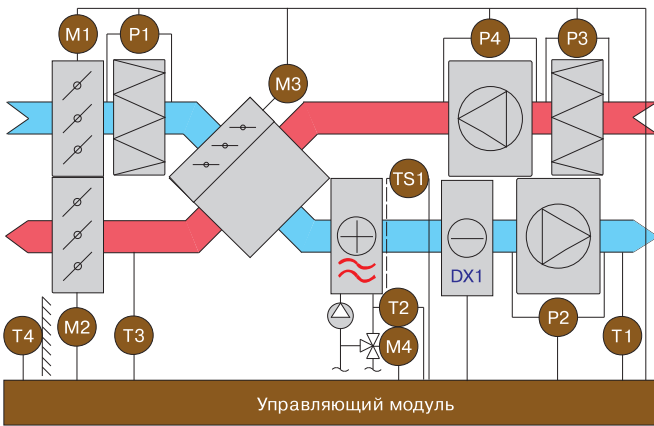 M1
P1
P4
P3
M3
TS1
DX1
T2
P2
T4
M2
T3
M4
T1
Управляющий модуль